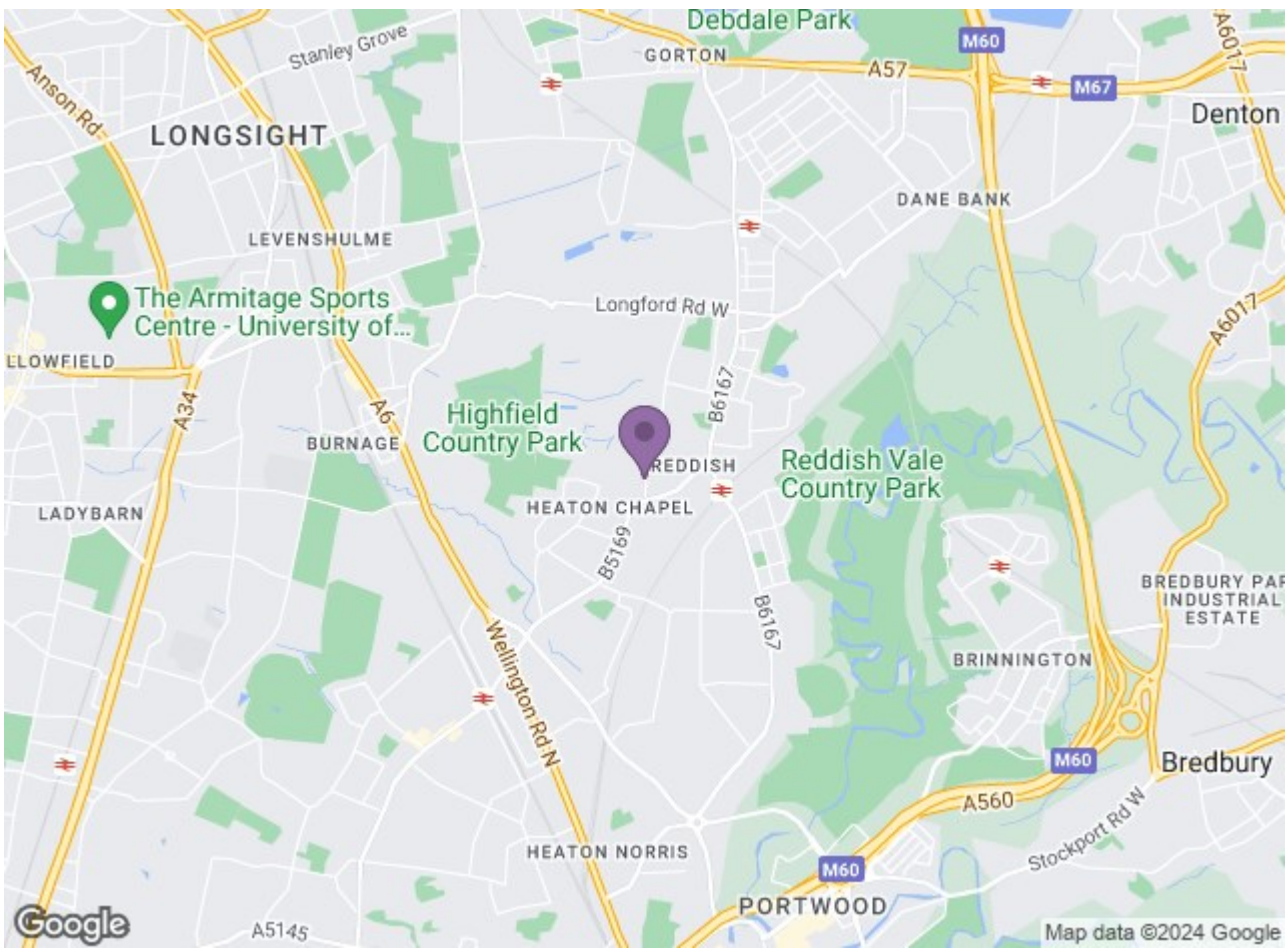 Debdale Park
Stanley Grove
GORTON
M60
A6017
A57
M67
Anson Rd
Denton
LONGSIGHT
DANE BANK
LEVENSHULME
The Armitage Sports
Centre - University of...
Longford Rd W
A6017
LLOWFIELD
A34
A6
B6167
Highfield
Country Park
BURNAGE
REDDISH
Reddish Vale
Country Park
HEATON CHAPEL
LADYBARN
B5169
BREDBURY PAR
INDUSTRIAL
ESTATE
B6167
Wellington Rd N
BRINNINGTON
M60
Bredbury
A560
Stockport Rd W
HEATON NORRIS
M60
PORTWOOD
Google
A5145
Map data ©2024 Google